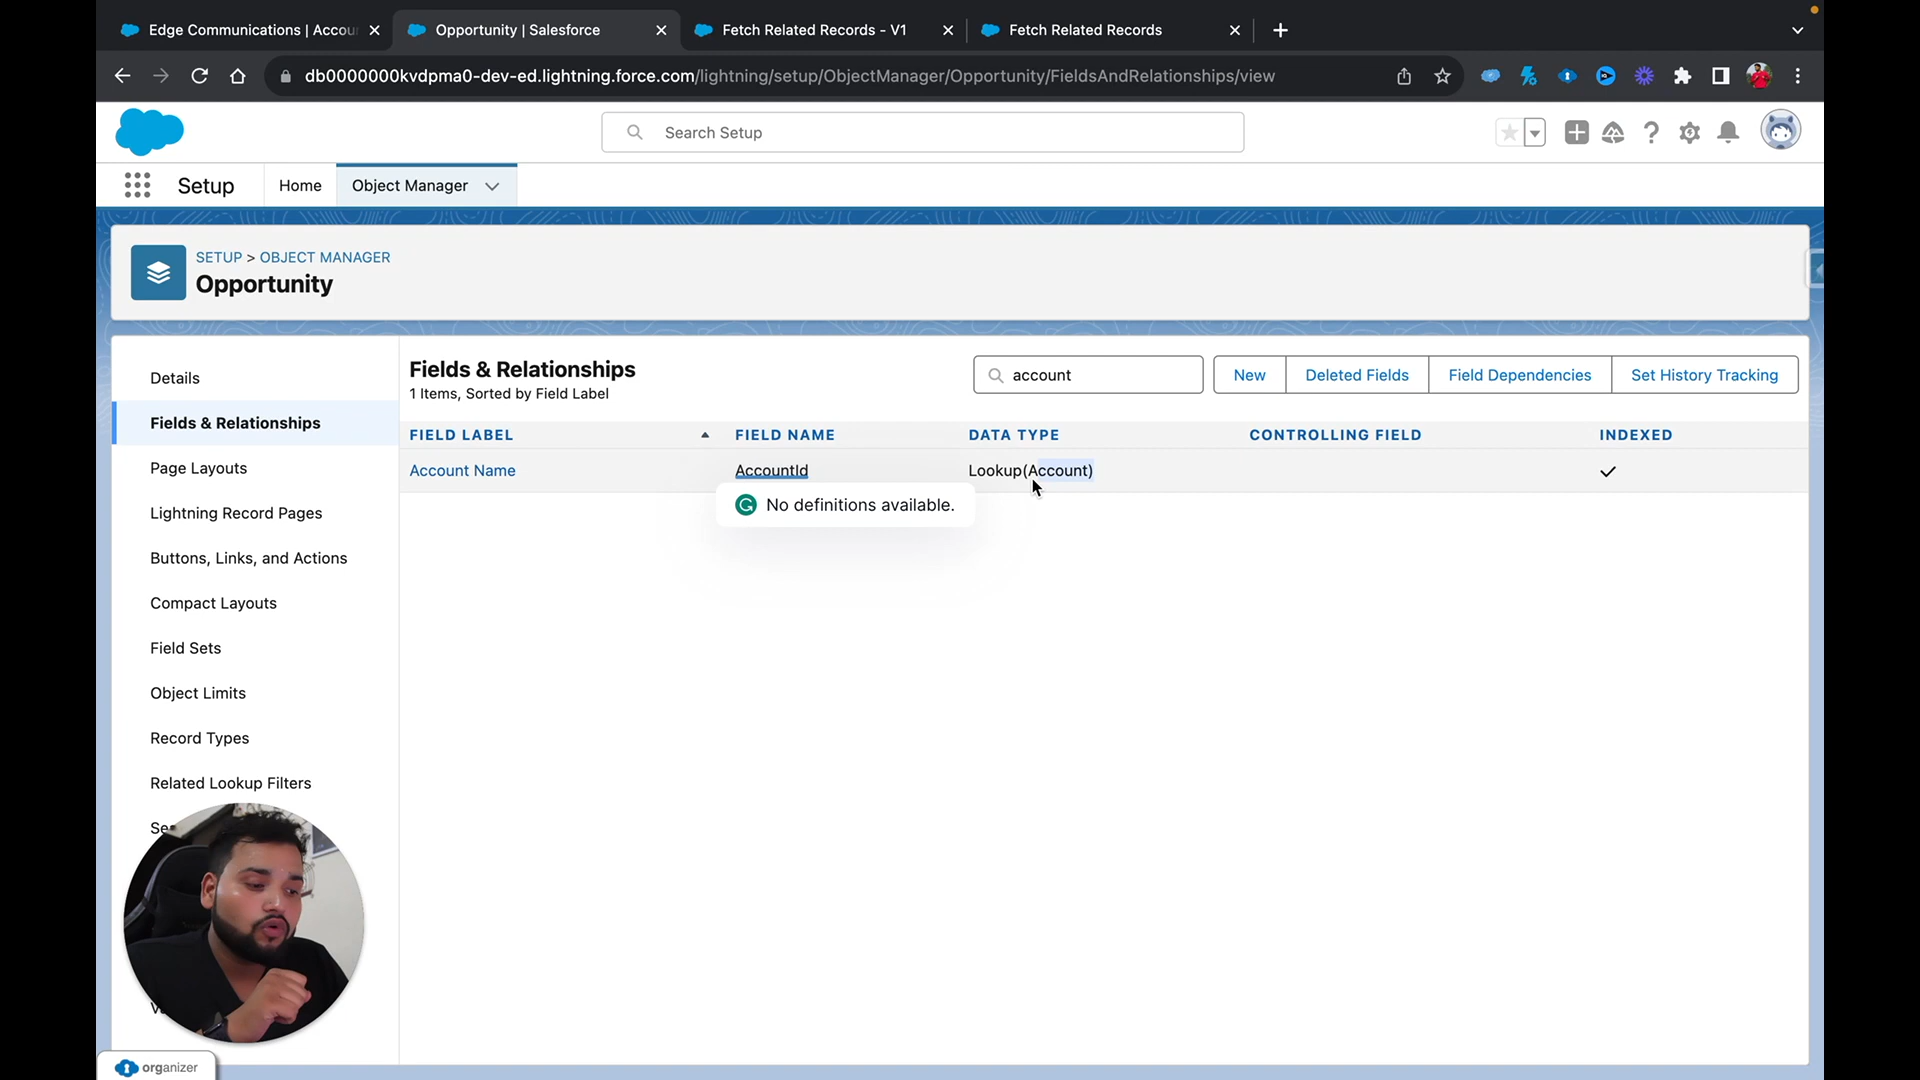 Edge Communications | Accou
Opportunity | Salesforce
Fetch Related Records - V1
Fetch Related Records
db0000000kvdpma0-dev-ed.lightning.force.com/lightning/setup/ObjectManager/Opportunity/FieldsAndRelationships/view
Search Setup
Setup
Home
Object Manager
SETUP > OBJECT MANAGER
Opportunity
Details
Fields & Relationships
Page Layouts
Lightning Record Pages
Buttons, Links, and Actions
Compact Layouts
Field Sets
Object Limits
Record Types
Related Lookup Filters
Fields & Relationships
1 Items, Sorted by Field Label
account
New
Deleted Fields
Field Dependencies
Set History Tracking
FIELD LABEL
FIELD NAME
DATA TYPE
CONTROLLING FIELD
INDEXED
Account Name
AccountId
Lookup(Account)
No definitions available.
organizer